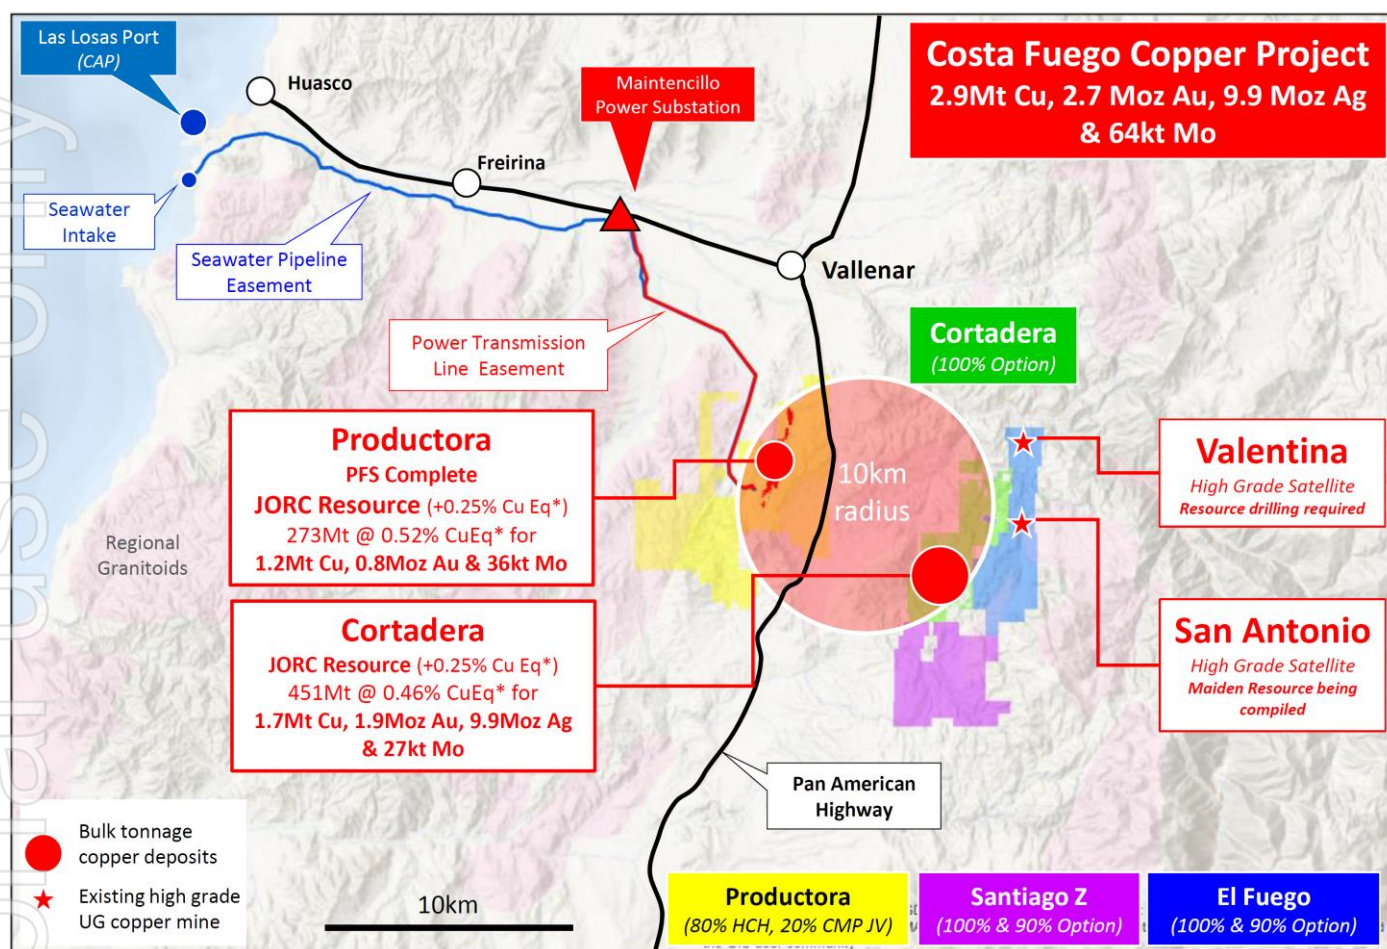 Las Losas Port
(CAP)
Huasco
Maintencillo
Power Substation
Costa Fuego Copper Project
2.9Mt Cu, 2.7 Moz Au, 9.9 Moz Ag
& 64kt Mo
Freirina
Seawater
Intake
Seawater Pipeline
Easement
Vallenar
Power Transmission
Line Easement
Cortadera
(100% Option)
Productora
PFS Complete
JORC Resource (+0.25% Cu Eq*)
273Mt @ 0.52% CuEq* for
1.2Mt Cu, 0.8Moz Au & 36kt Mo
10km
radius
Valentina
High Grade Satellite
Resource drilling required
Regional
Granitoids
Cortadera
JORC Resource (+0.25% Cu Eq*)
451Mt @ 0.46% CuEq* for
1.7Mt Cu, 1.9Moz Au, 9.9Moz Ag
& 27kt Mo
San Antonio
High Grade Satellite
Maiden Resource being
compiled
Pan American
Highway
Bulk tonnage
copper deposits
Existing high grade
UG copper mine
10km
Productora
(80% HCH, 20% CMP JV)
Santiago Z
(100% & 90% Option)
El Fuego
(100% & 90% Option)